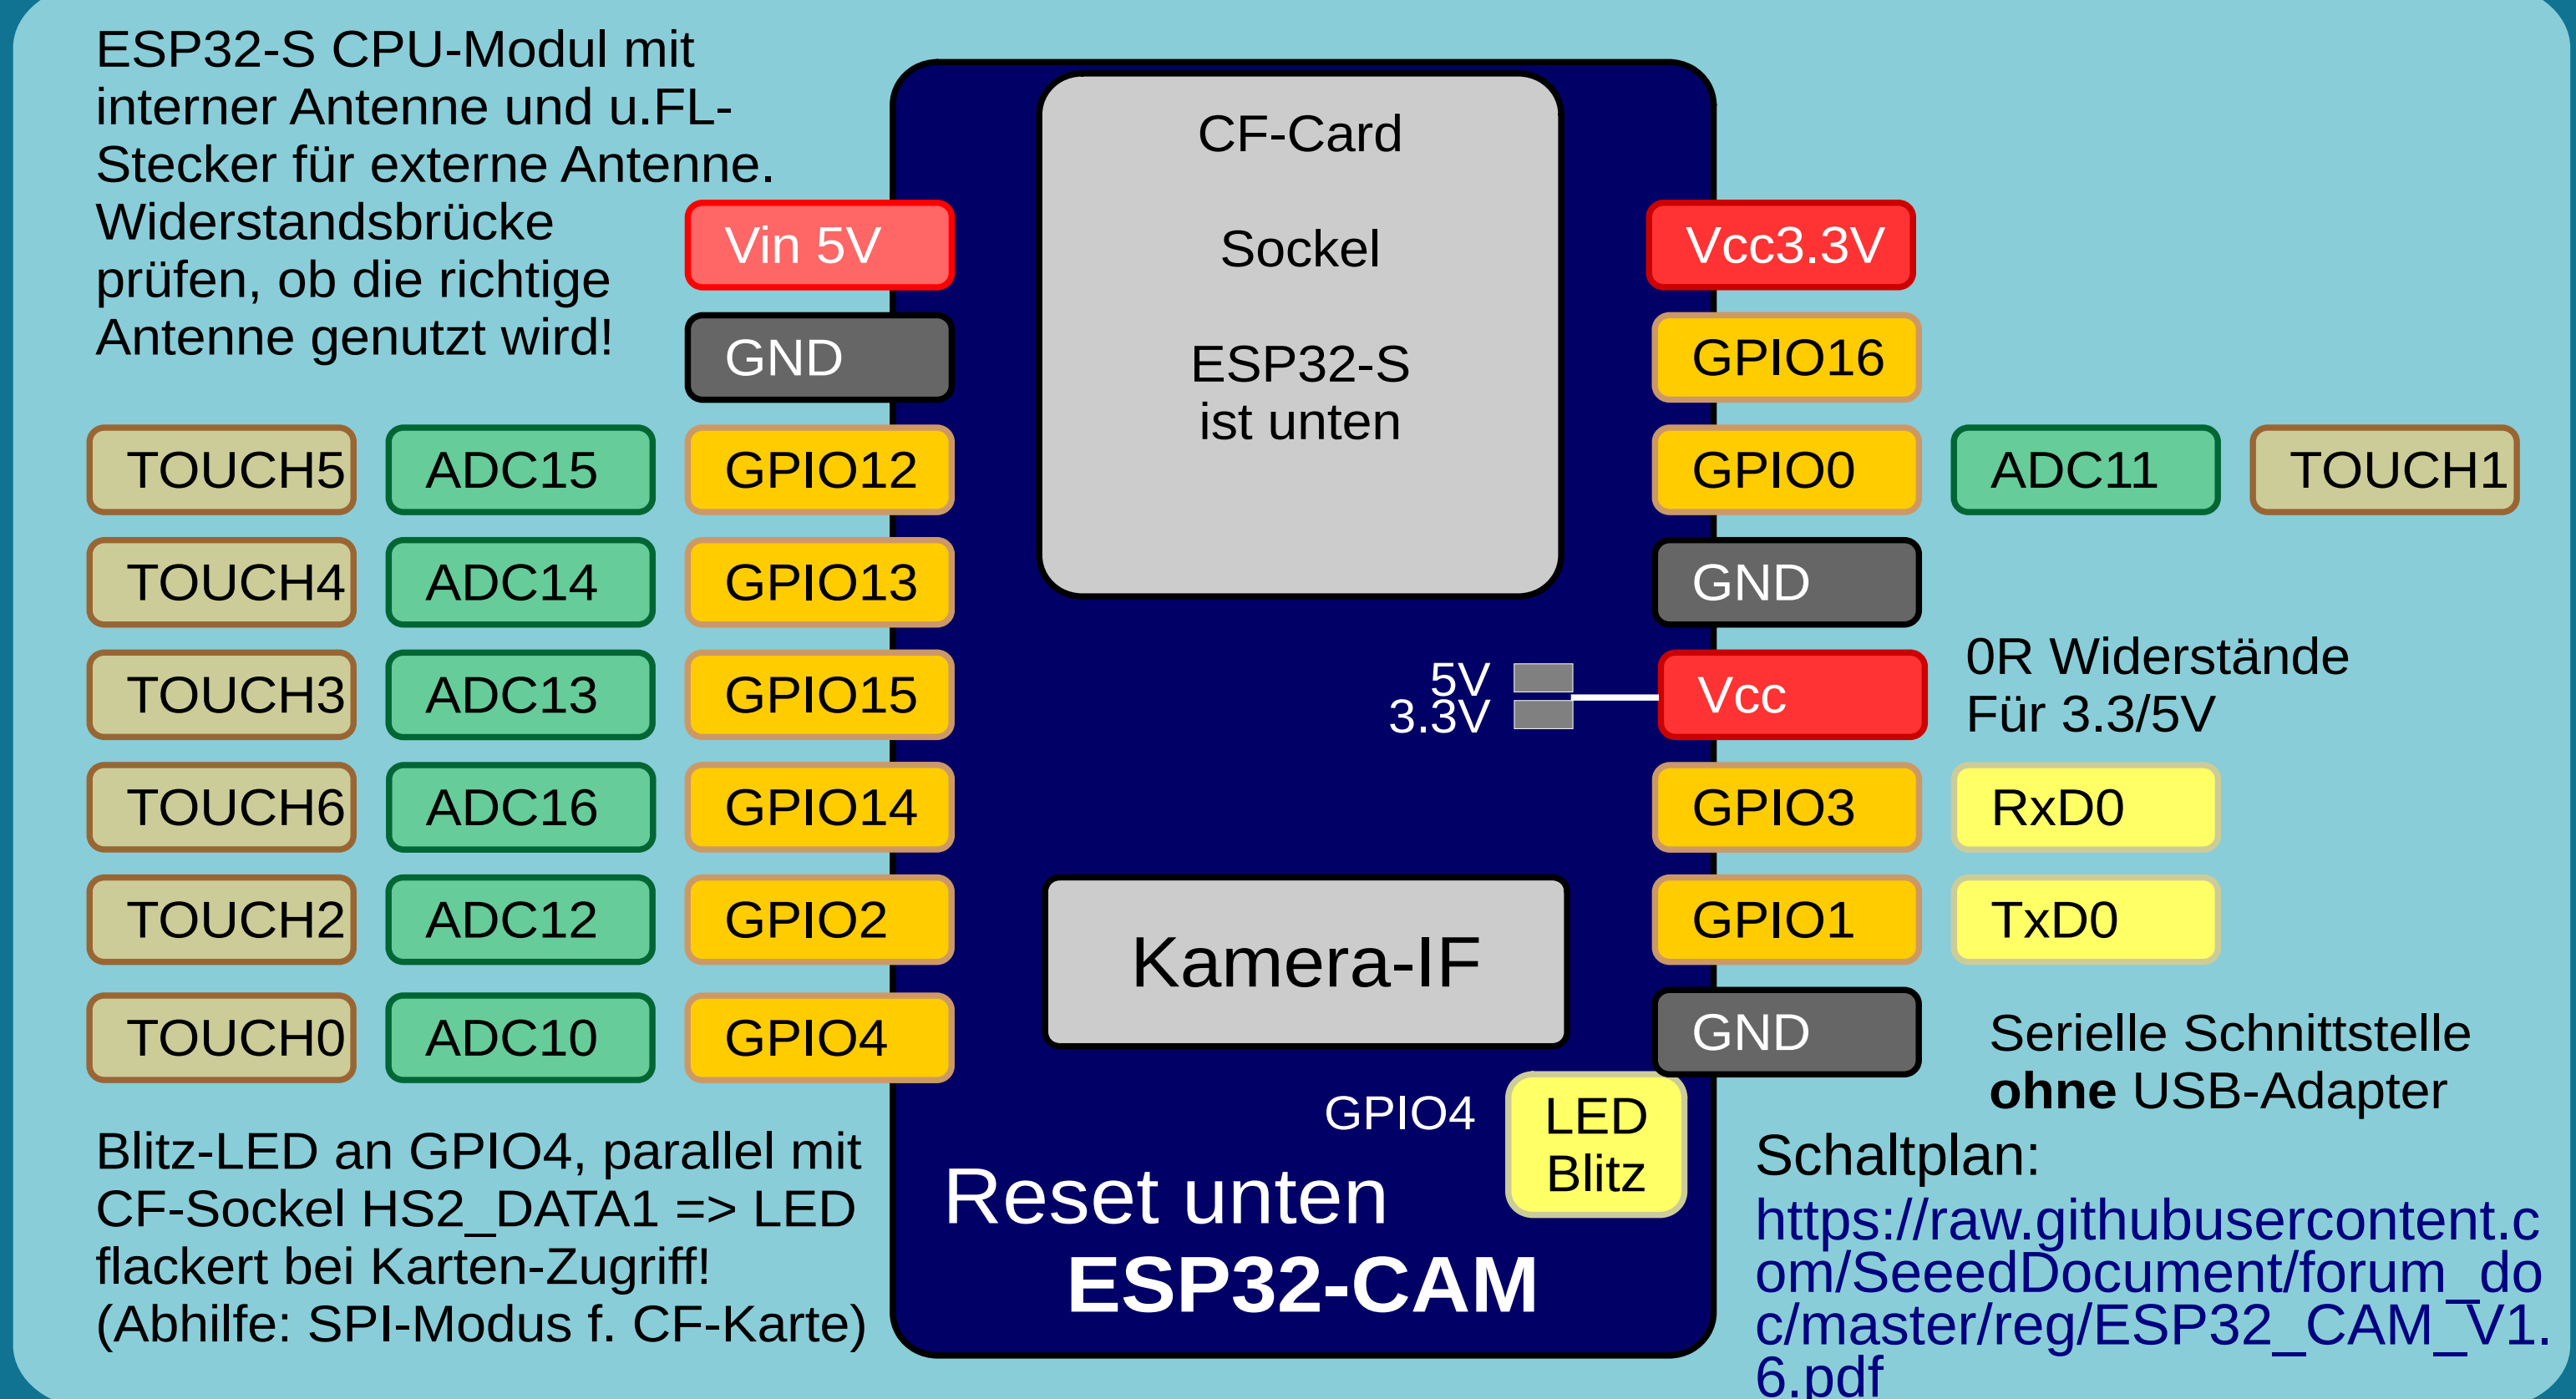 ESP32-S CPU-Modul mit
interner Antenne und u.FL-
Stecker für externe Antenne.
Widerstandsbrücke
prüfen, ob die richtige
Antenne genutzt wird!
CF-Card
Sockel
ESP32-S
ist unten
Vin 5V
GND
TOUCH5 ADC15 GPIO12
TOUCH4 ADC14 GPIO13
TOUCH3 ADC13 GPIO15
TOUCH6 ADC16 GPIO14
TOUCH2 ADC12 GPIO2
TOUCH0 ADC10 GPIO4
Vcc3.3V
GPIO16
GPIO0 ADC11 TOUCH1
GND
5V
3.3V
Vcc
0R Widerstände
Für 3.3/5V
GPIO3 RxD0
GPIO1 TxD0
GND
Serielle Schnittstelle
ohne USB-Adapter
Kamera-IF
GPIO4
LED
Blitz
Reset unten
ESP32-CAM
Blitz-LED an GPIO4, parallel mit
CF-Sockel HS2_DATA1 => LED
flackert bei Karten-Zugriff!
(Abhilfe: SPI-Modus f. CF-Karte)
Schaltplan:
https://raw.githubusercontent.c
om/SeeedDocument/forum_do
c/master/reg/ESP32_CAM_V1.
6.pdf